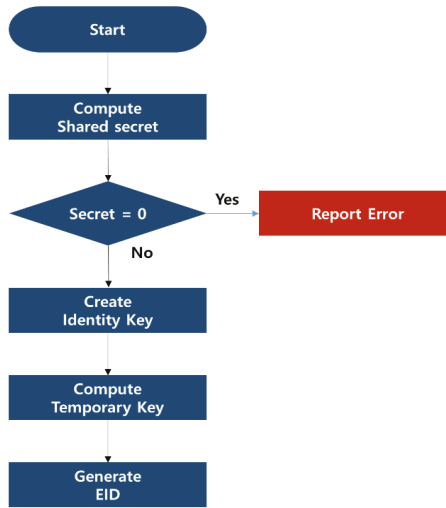 Start
Compute
Shared secret
Secret = 0
Yes
Report Error
No
Create
Identity Key
Compute
Temporary Key
Generate
EID